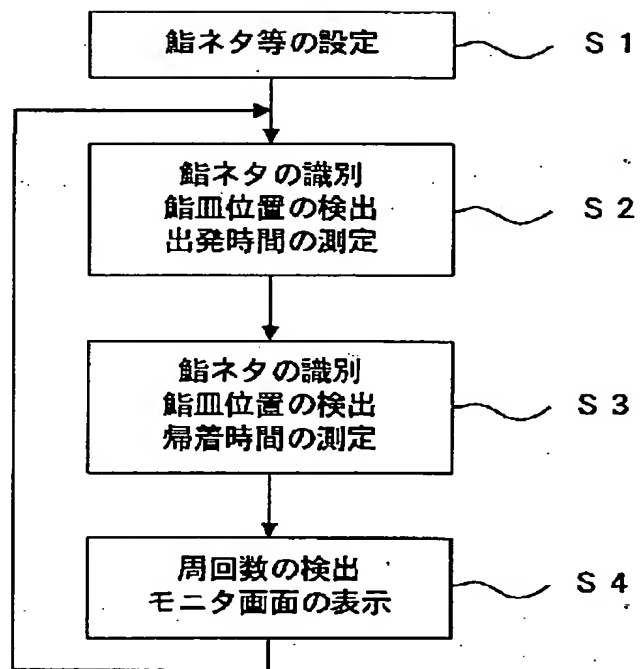 鮨ネタ等の設定
S 1
鮨ネタの識別
鮨皿位置の検出
出発時間の測定
S 2
鮨ネタの識別
鮨皿位置の検出
帰着時間の測定
S 3
周回数の検出
モニタ画面の表示
S 4